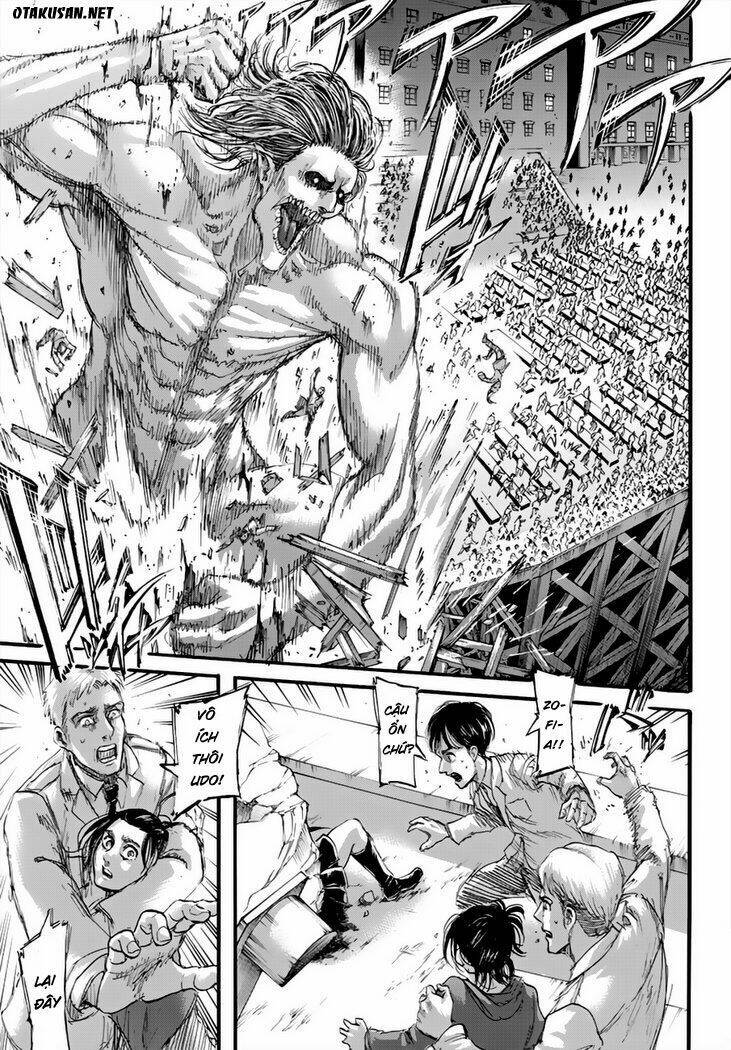 OTAKUSAN.NET
ZO-
FI-
A!!
CẬU
ỔN
CHỨ?
VÔ
ÍCH
THÔI
UDO!
LẠI
ĐÂY